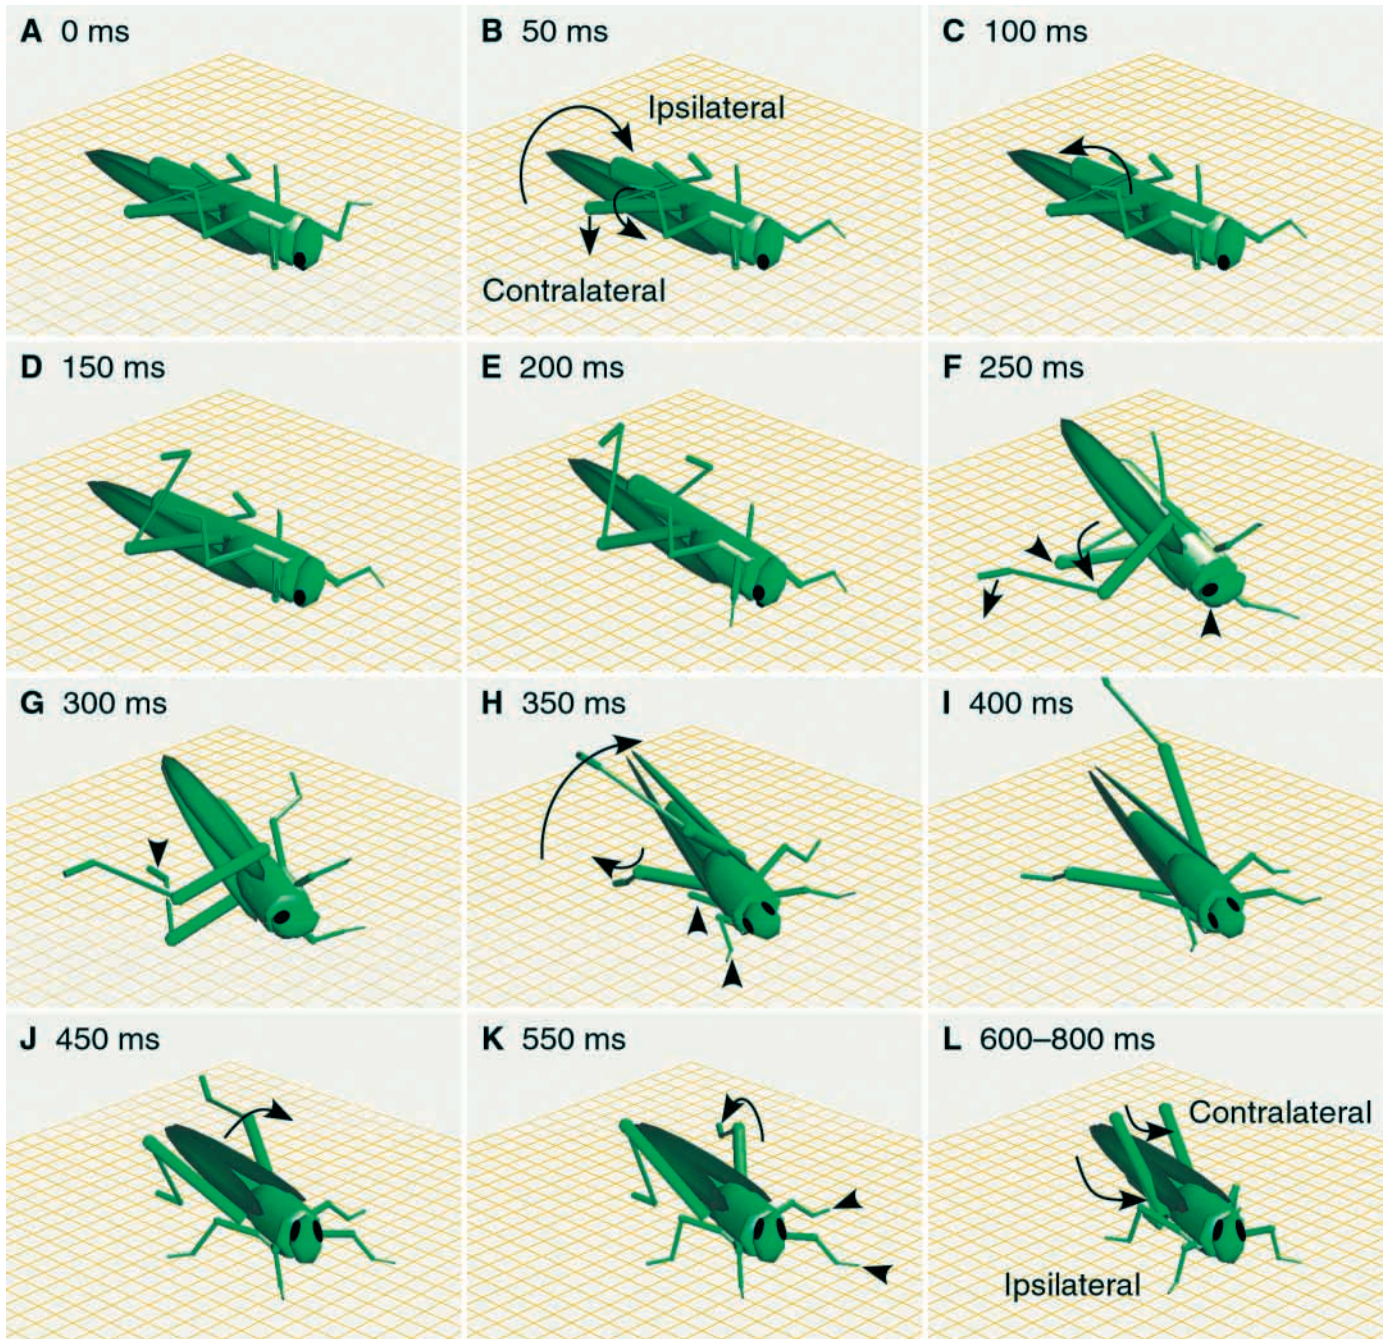 A 0 ms
B 50 ms
C 100 ms
Ipsilateral
Contralateral
D 150 ms
E 200 ms
F 250 ms
G 300 ms
H 350 ms
I 400 ms
J 450 ms
K 550 ms
L 600–800 ms
Contralateral
Ipsilateral